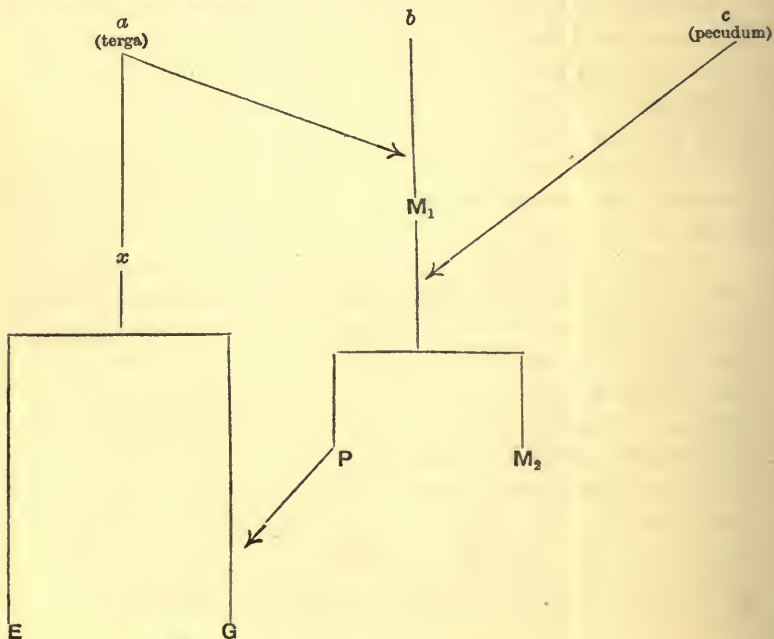 a b c
(terga) (pecudum)
M₁
x
P M₂
E G